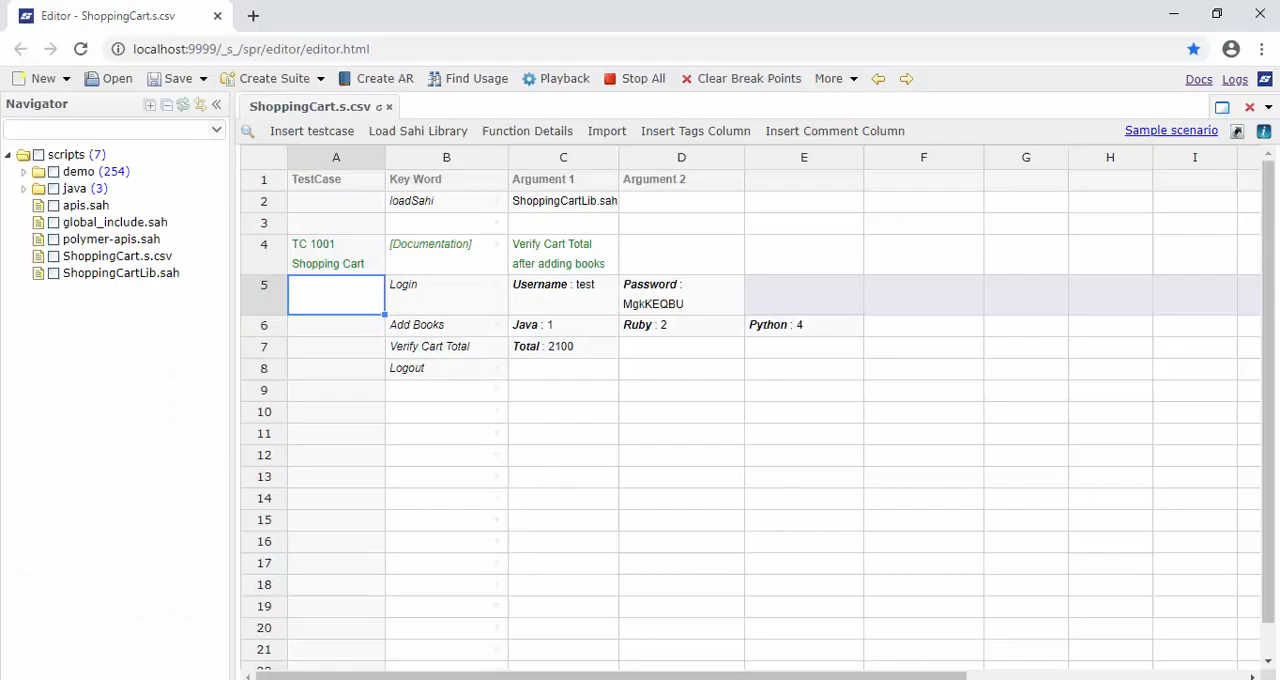 Editor - ShoppingCart.s.csv
localhost:9999/_s_/spr/editor/editor.html
New Open Save Create Suite Create AR Find Usage Playback Stop All Clear Break Points More Docs Logs
Navigator
ShoppingCart.s.csv
Insert testcase Load Sahi Library Function Details Import Insert Tags Column Insert Comment Column Sample scenario
scripts (7)
demo (254)
java (3)
apis.sah
global_include.sah
polymer-apis.sah
ShoppingCart.s.csv
ShoppingCartLib.sah
A B C D E F G H I
1 TestCase Key Word Argument 1 Argument 2
2 loadSahi ShoppingCartLib.sah
3
4 TC 1001 [Documentation] Verify Cart Total
Shopping Cart after adding books
5 Login Username : test Password :
MgkKEQBU
6 Add Books Java : 1 Ruby : 2 Python : 4
7 Verify Cart Total Total : 2100
8 Logout
9
10
11
12
13
14
15
16
17
18
19
20
21
22